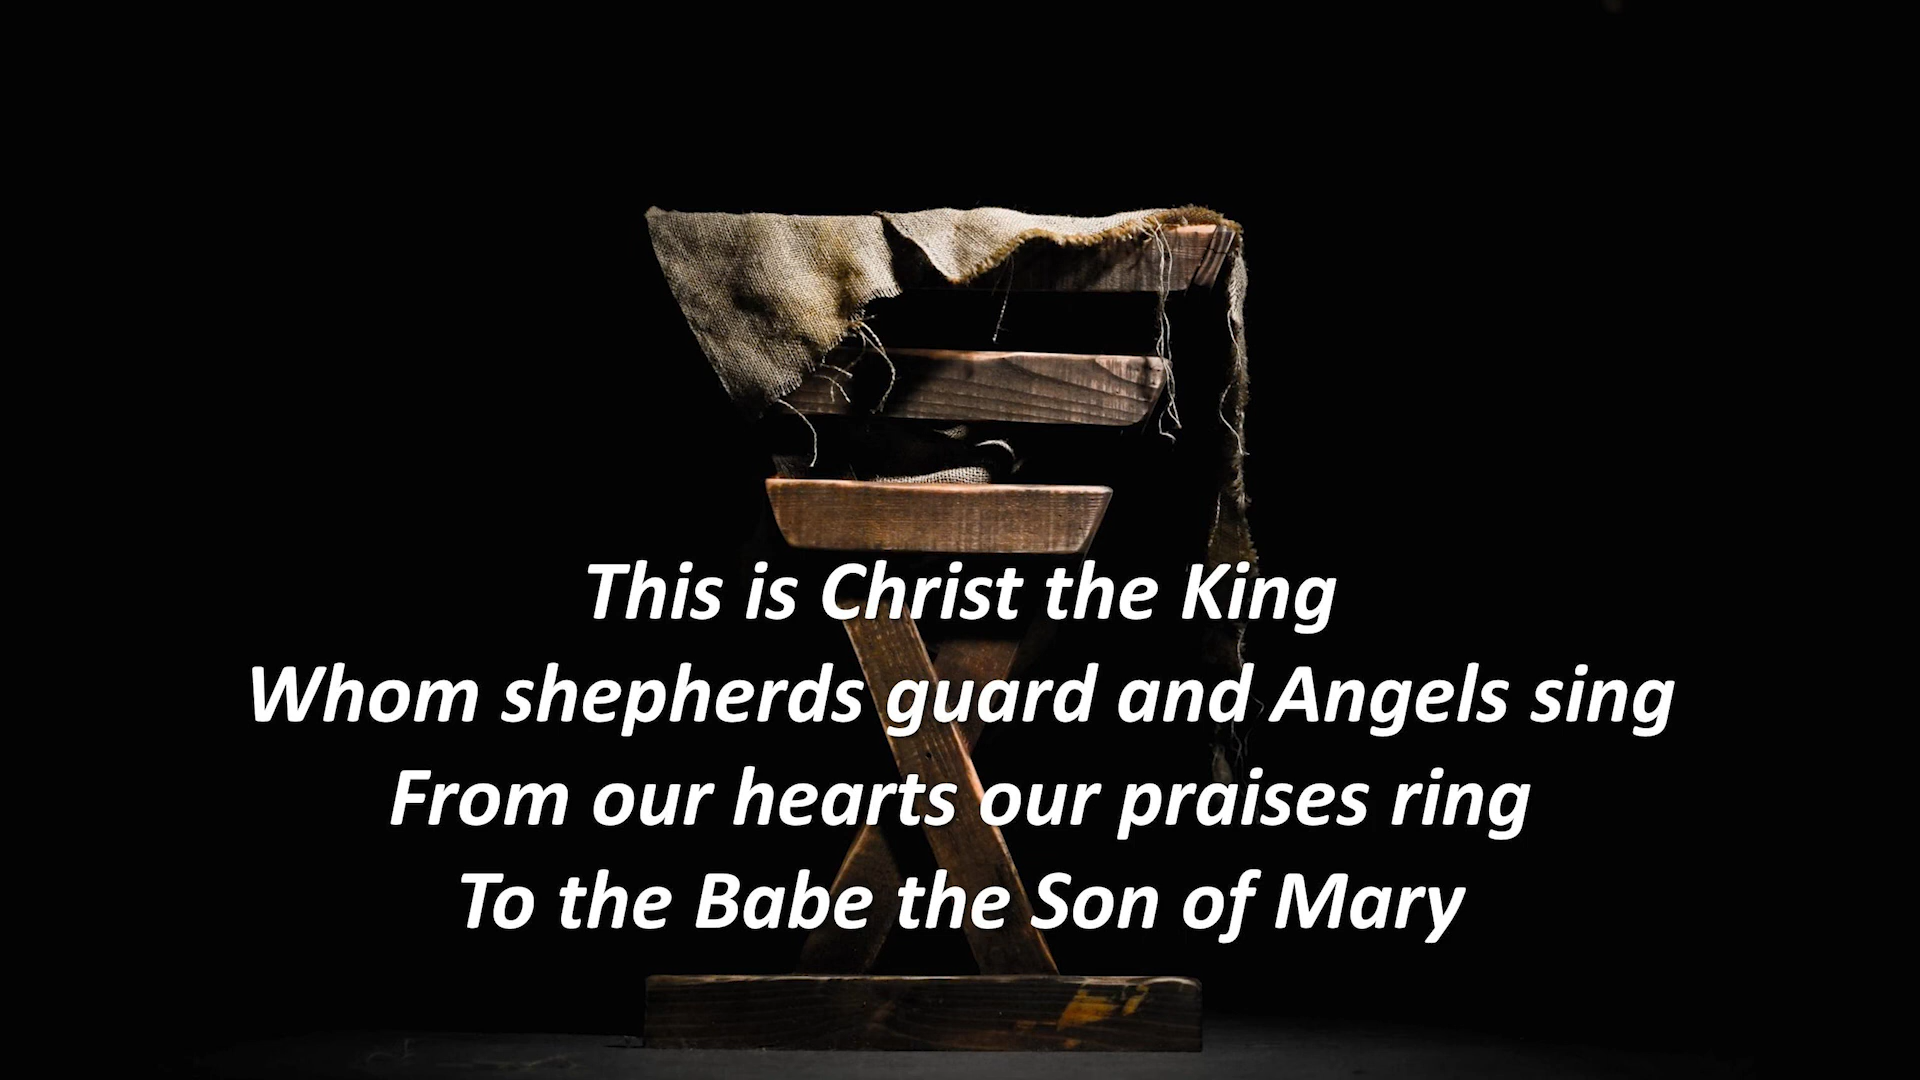 This is Christ the King
Whom shepherds guard and Angels sing
From our hearts our praises ring
To the Babe the Son of Mary